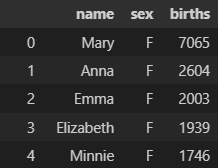 name sex births
0 Mary F 7065
1 Anna F 2604
2 Emma F 2003
3 Elizabeth F 1939
4 Minnie F 1746